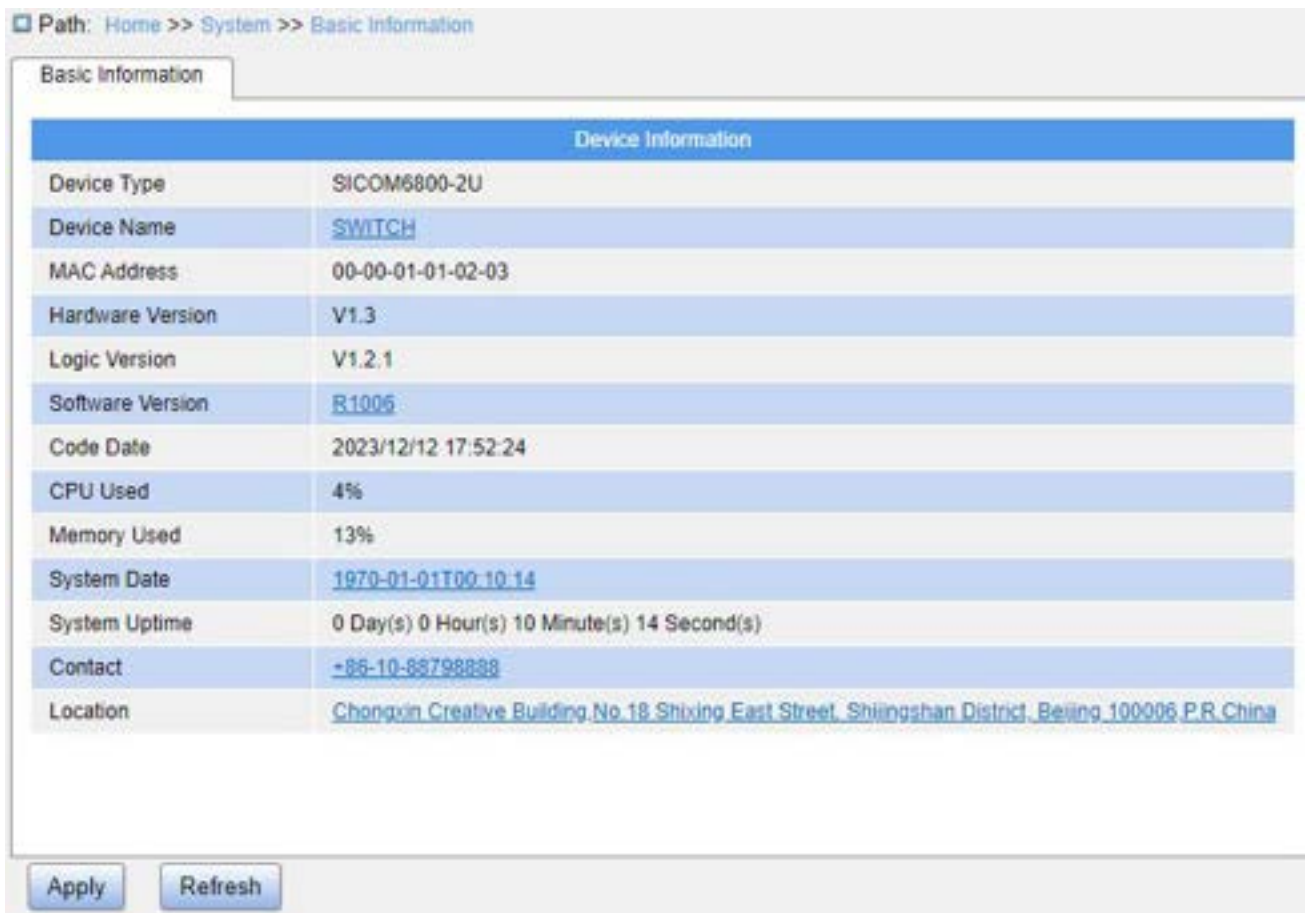 Path: Home >> System >> Basic Information
Basic Information
Device Information
Device Type SICOM6800-2U
Device Name SWITCH
MAC Address 00-00-01-01-02-03
Hardware Version V1.3
Logic Version V1.2.1
Software Version R1006
Code Date 2023/12/12 17:52:24
CPU Used 4%
Memory Used 13%
System Date 1970-01-01T00:10:14
System Uptime 0 Day(s) 0 Hour(s) 10 Minute(s) 14 Second(s)
Contact +86-10-88798888
Location Chongxin Creative Building,No.18 Shixing East Street, Shijingshan District, Beijing 100006,P.R.China
Apply Refresh